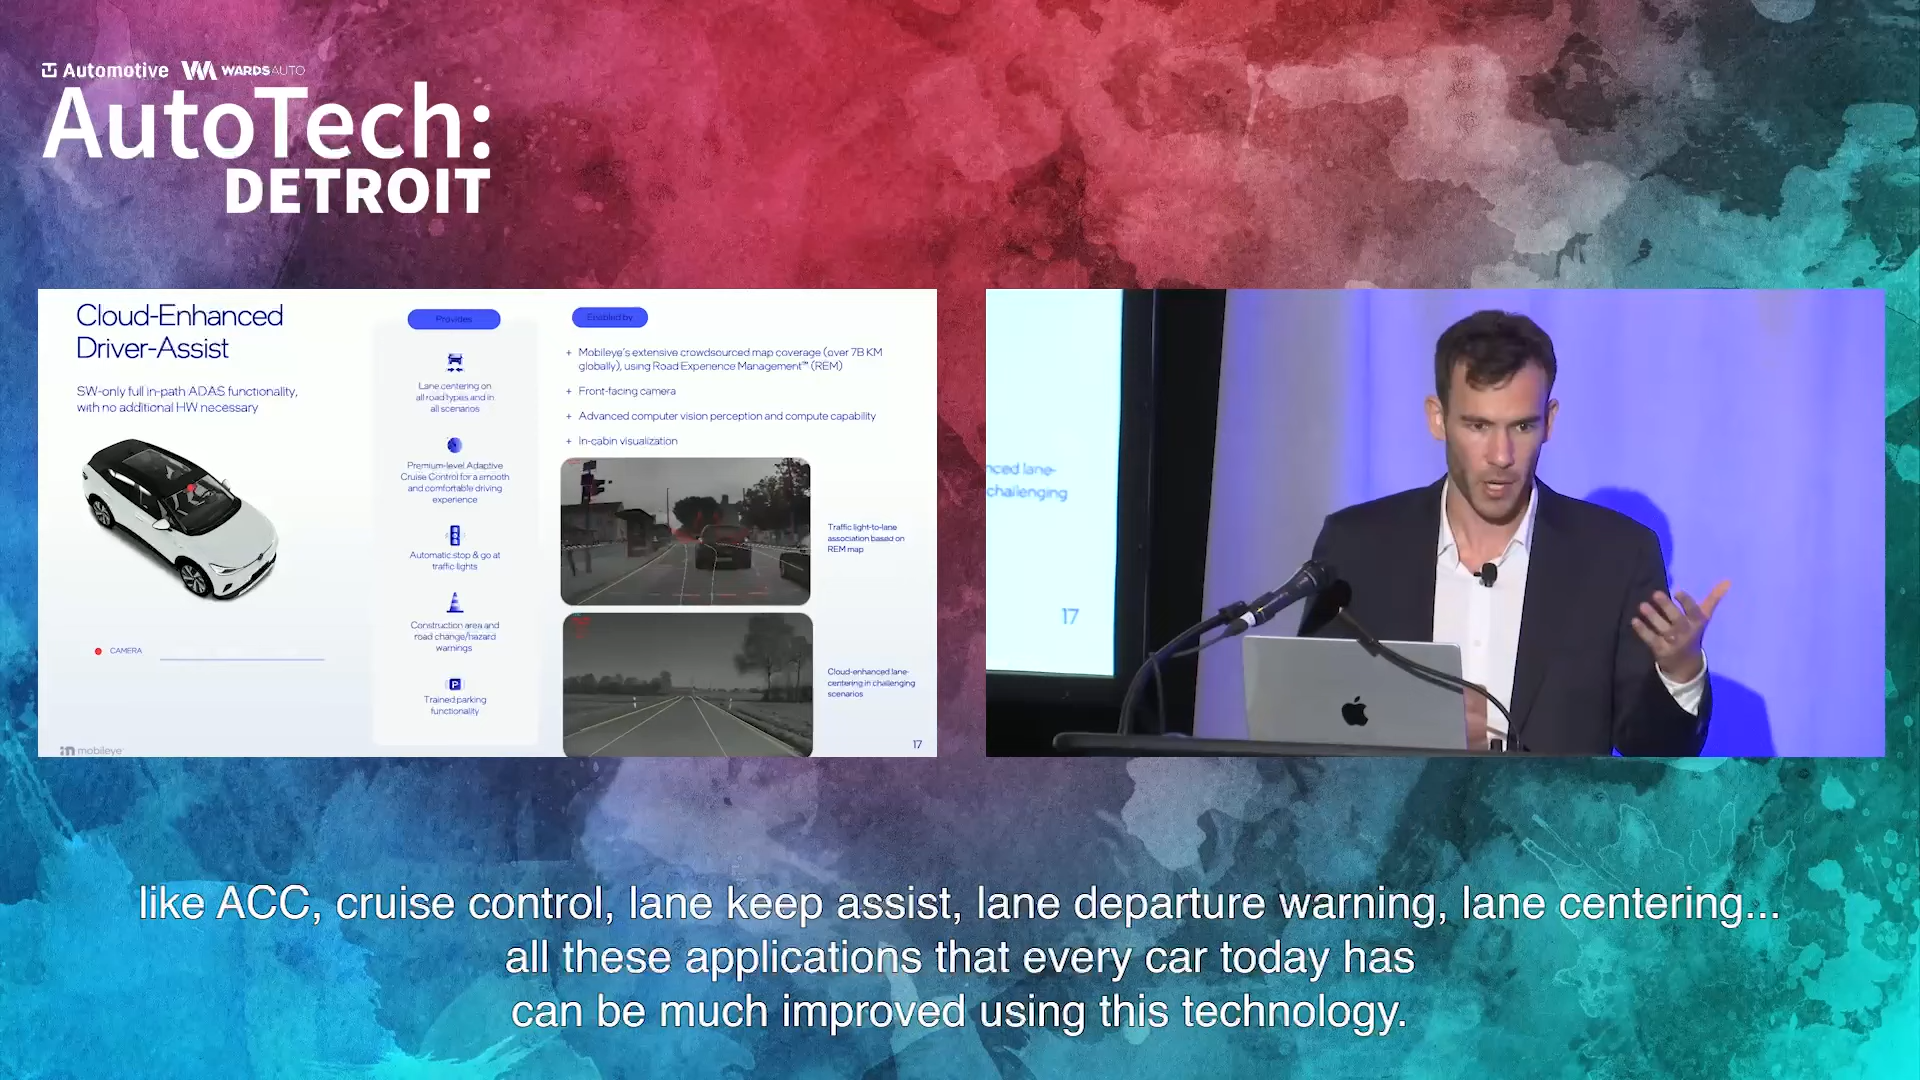 Automotive WARDSAUTO
AutoTech:
DETROIT
Cloud-Enhanced
Driver-Assist
SW-only full in-path ADAS functionality,
with no additional HW necessary
CAMERA
mobileye™
Provides
Lane centering on
all road types and in
all scenarios
Premium-level Adaptive
Cruise Control for a smooth
and comfortable driving
experience
Automatic stop & go at
traffic lights
Construction area and
road change/hazard
warnings
P
Trained parking
functionality
Enabled by
+ Mobileye's extensive crowdsourced map coverage (over 7B KM
globally), using Road Experience Management™ (REM)
+ Front-facing camera
+ Advanced computer vision perception and compute capability
+ In-cabin visualization
Traffic light-to-lane
association based on
REM map
Cloud-enhanced lane-
centering in challenging
scenarios
17
nced lane-
challenging
17
like ACC, cruise control, lane keep assist, lane departure warning, lane centering...
all these applications that every car today has
can be much improved using this technology.